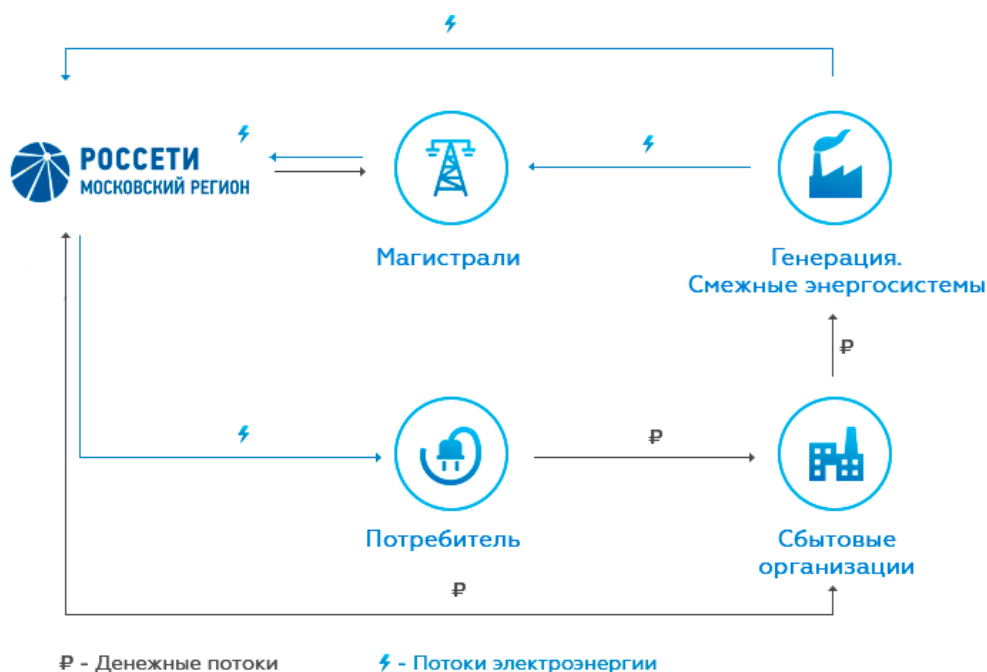 РОССЕТИ
МОСКОВСКИЙ РЕГИОН
Магистрали
Генерация.
Смежные энергосистемы
₽
Потребитель
₽
Сбытовые
организации
₽
₽ - Денежные потоки
- Потоки электроэнергии